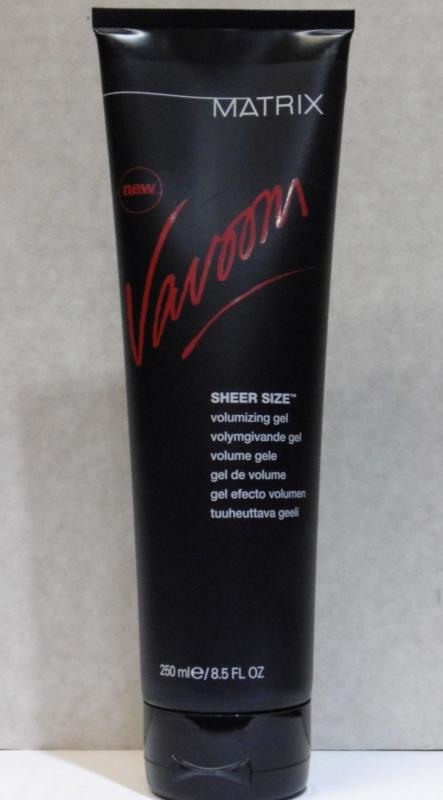 MATRIX
new
Vavoom
SHEER SIZE™
volumizing gel
volymgivande gel
volume gele
gel de volume
gel efecto volumen
tuuheuttava geeli
250 ml℮/8.5 FL OZ